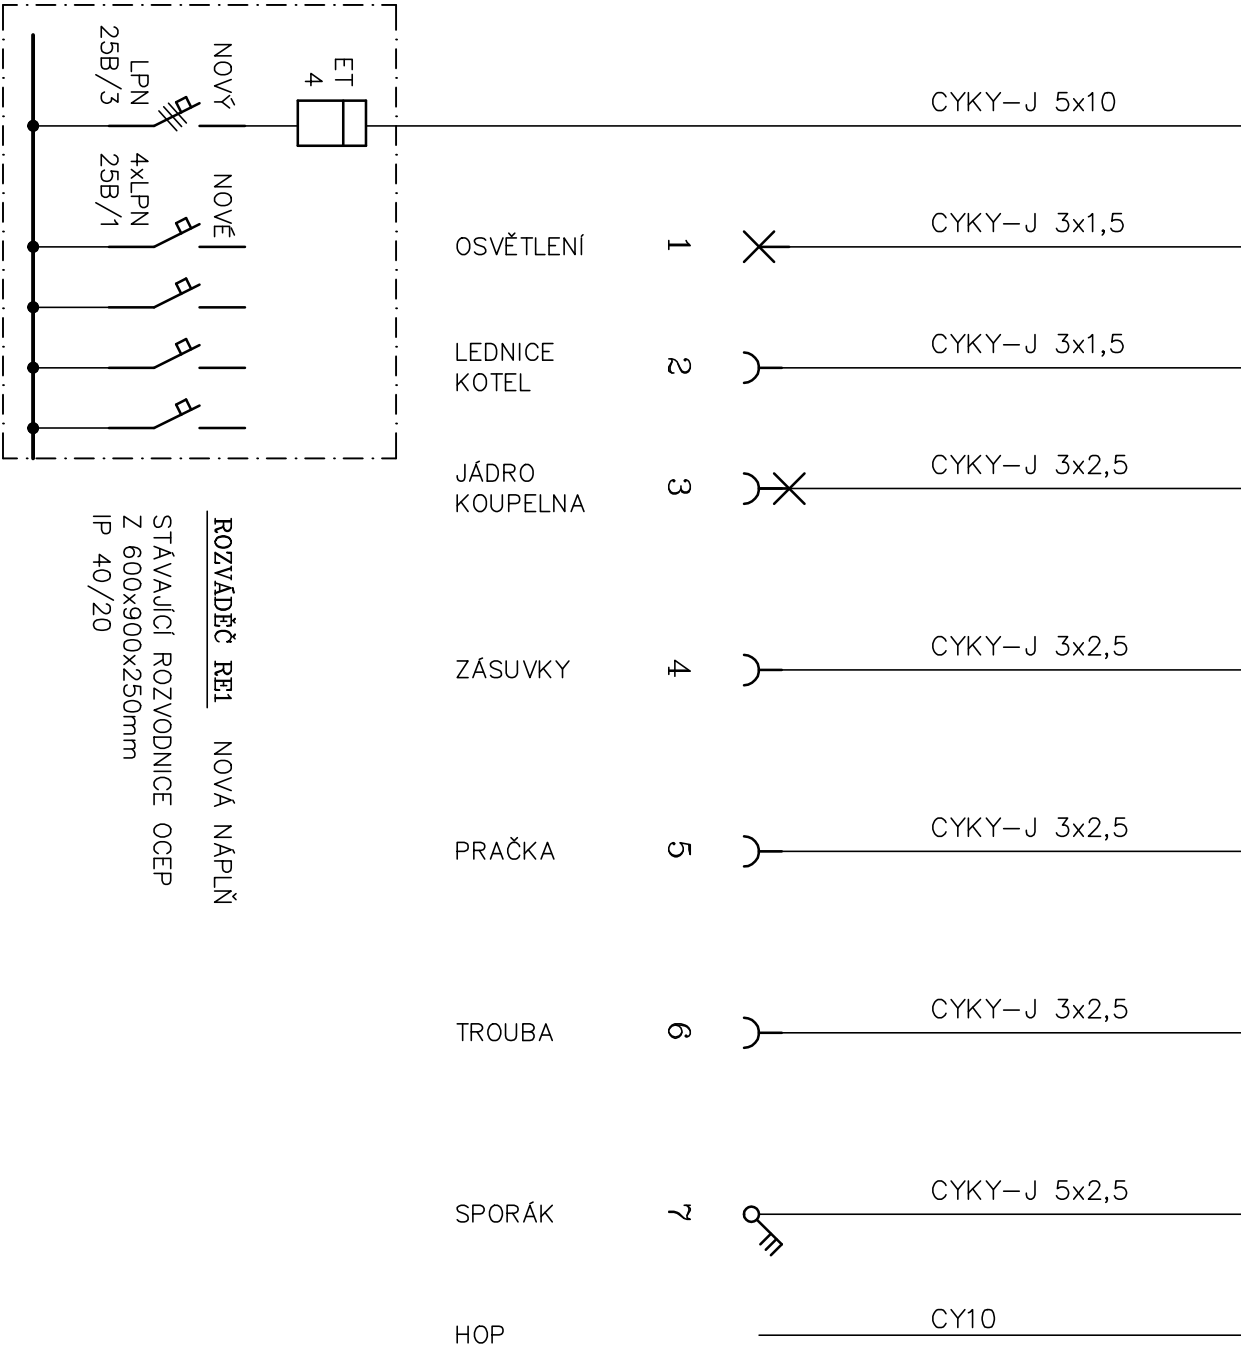 NOVÝ
LPN
25B/3
ET
4
NOVÉ
4xLPN
25B/1
ROZVÁDĚČ RE1 NOVÁ NÁPLŇ
STÁVAJÍCÍ ROZVODNICE OCEP
Z 600x900x250mm
IP 40/20
CYKY-J 5x10
OSVĚTLENÍ 1 CYKY-J 3x1,5
LEDNICE
KOTEL
2 CYKY-J 3x1,5
JÁDRO
KOUPELNA
3 CYKY-J 3x2,5
ZÁSUVKY 4 CYKY-J 3x2,5
PRAČKA 5 CYKY-J 3x2,5
TROUBA 6 CYKY-J 3x2,5
SPORÁK 7 CYKY-J 5x2,5
HOP CY10